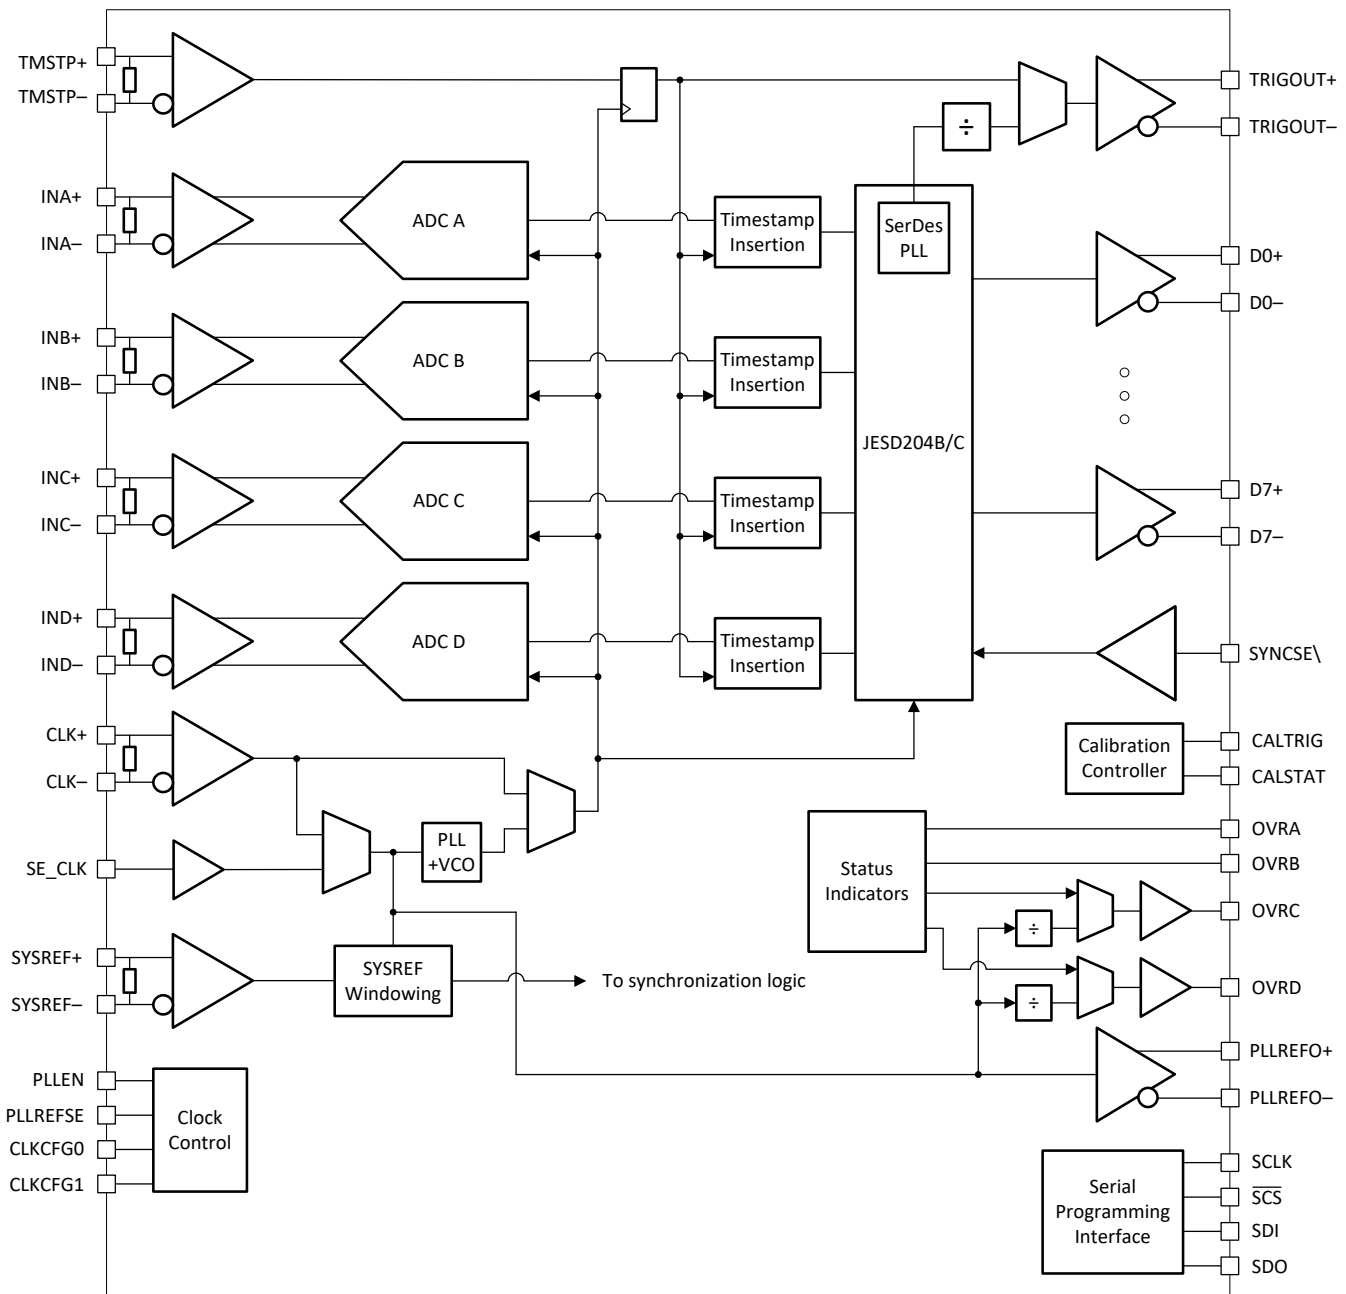 TMSTP+
TMSTP–
INA+
INA–
INB+
INB–
INC+
INC–
IND+
IND–
CLK+
CLK–
SE_CLK
SYSREF+
SYSREF–
PLLEN
PLLREFSE
CLKCFG0
CLKCFG1
ADC A
ADC B
ADC C
ADC D
PLL
+VCO
SYSREF
Windowing
To synchronization logic
Clock
Control
Timestamp
Insertion
Timestamp
Insertion
Timestamp
Insertion
Timestamp
Insertion
÷
SerDes
PLL
JESD204B/C
Calibration
Controller
Status
Indicators
÷
÷
Serial
Programming
Interface
TRIGOUT+
TRIGOUT–
D0+
D0–
D7+
D7–
SYNCSE\
CALTRIG
CALSTAT
OVRA
OVRB
OVRC
OVRD
PLLREFO+
PLLREFO–
SCLK
SCS
SDI
SDO